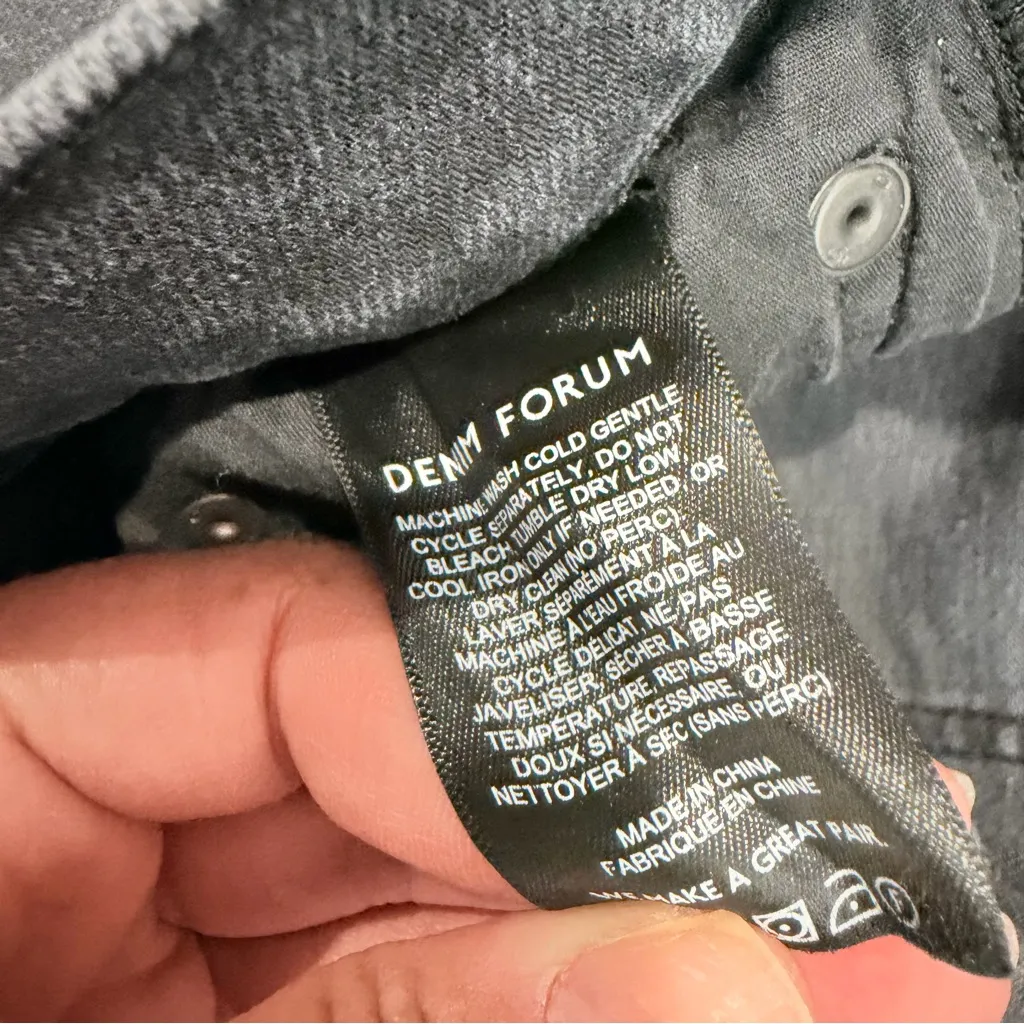 DENIM FORUM
MACHINE WASH COLD GENTLE
CYCLE SEPARATELY. DO NOT
BLEACH, TUMBLE DRY LOW
COOL IRON ONLY IF NEEDED OR
DRY CLEAN (NO PERC)
LAVER SEPARÉMENT À LA
MACHINE À L'EAU FROIDE AU
CYCLE DÉLICAT. NE PAS
JAVELISER. SÉCHER À BASSE
TEMPÉRATURE, REPASSAGE
DOUX SI NÉCESSAIRE OU
NETTOYER À SEC (SANS PERC)
MADE IN CHINA
FABRIQUÉ EN CHINE
MAKE A GREAT PAIR.